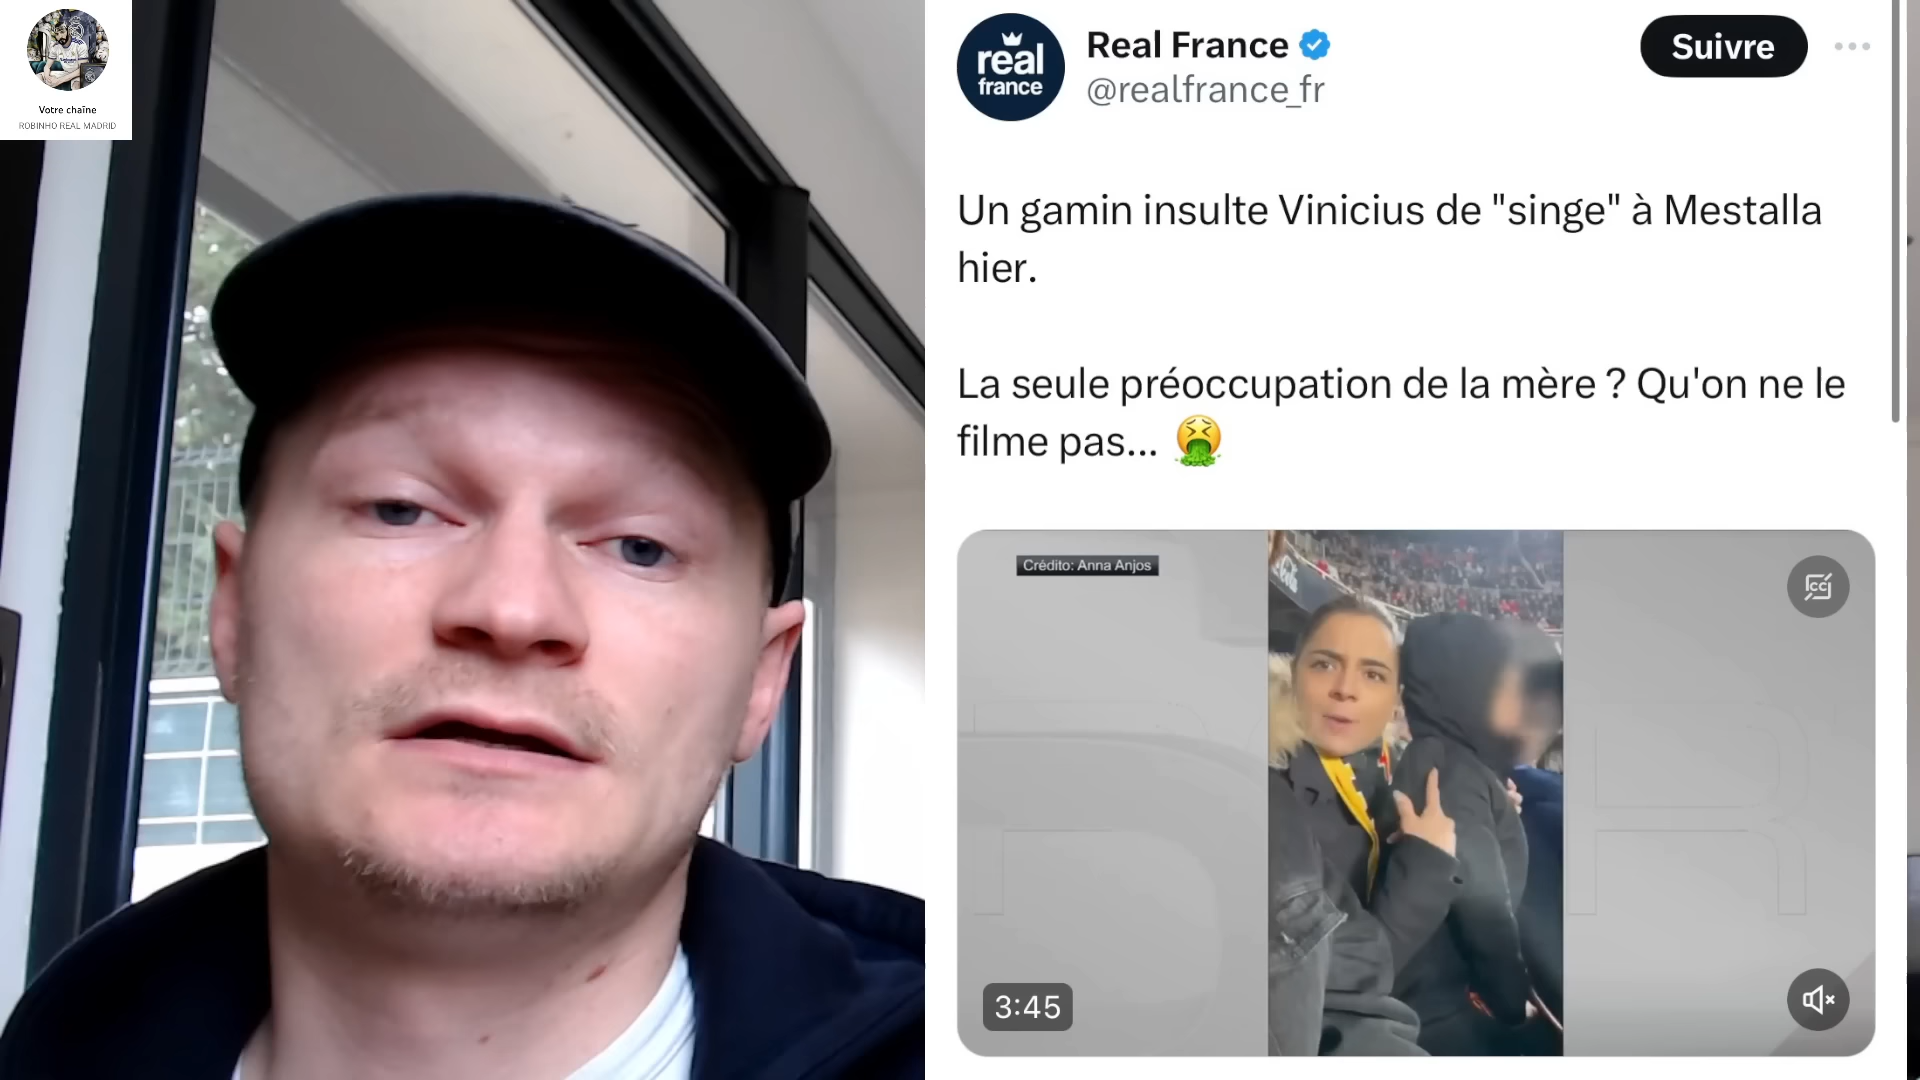 Votre chaîne
ROBINHO REAL MADRID
real
france
Real France
@realfrance_fr
Suivre
Un gamin insulte Vinicius de "singe" à Mestalla
hier.
La seule préoccupation de la mère ? Qu'on ne le
filme pas...
Crédito: Anna Anjos
CC
3:45